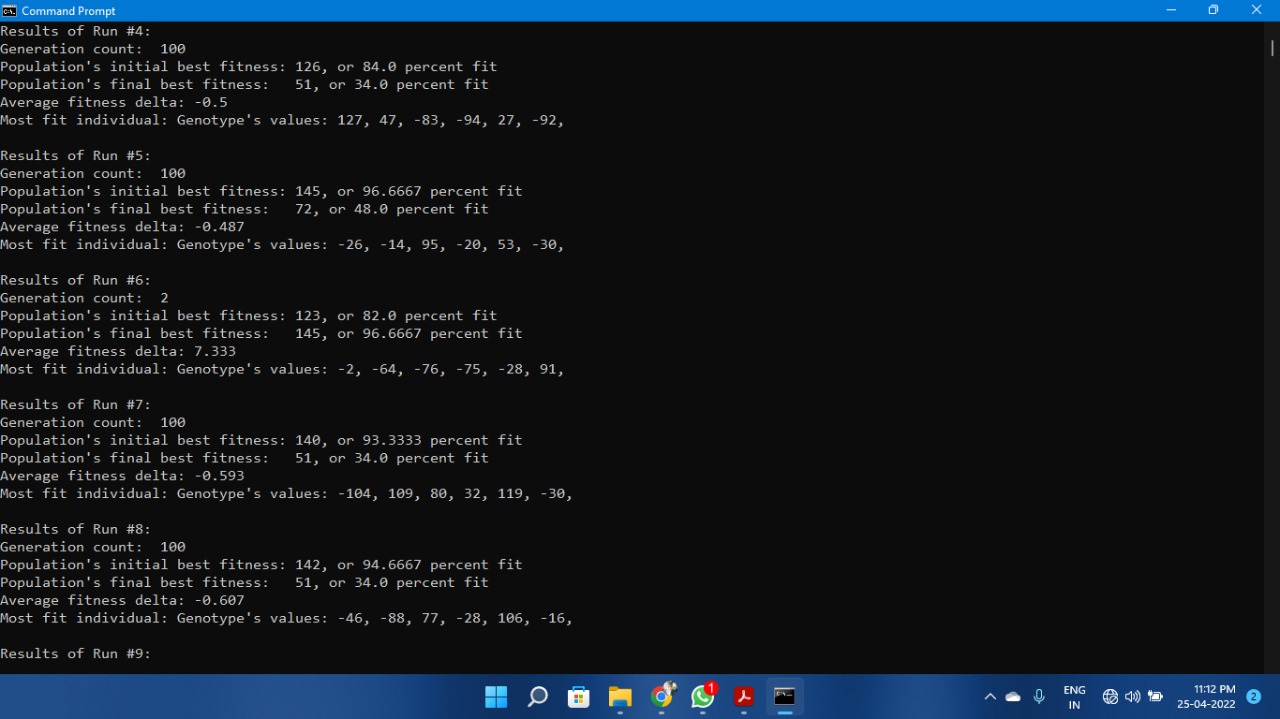 Command Prompt
Results of Run #4:
Generation count:  100
Population's initial best fitness: 126, or 84.0 percent fit
Population's final best fitness:   51, or 34.0 percent fit
Average fitness delta: -0.5
Most fit individual: Genotype's values: 127, 47, -83, -94, 27, -92,
Results of Run #5:
Generation count:  100
Population's initial best fitness: 145, or 96.6667 percent fit
Population's final best fitness:   72, or 48.0 percent fit
Average fitness delta: -0.487
Most fit individual: Genotype's values: -26, -14, 95, -20, 53, -30,
Results of Run #6:
Generation count:  2
Population's initial best fitness: 123, or 82.0 percent fit
Population's final best fitness:   145, or 96.6667 percent fit
Average fitness delta: 7.333
Most fit individual: Genotype's values: -2, -64, -76, -75, -28, 91,
Results of Run #7:
Generation count:  100
Population's initial best fitness: 140, or 93.3333 percent fit
Population's final best fitness:   51, or 34.0 percent fit
Average fitness delta: -0.593
Most fit individual: Genotype's values: -104, 109, 80, 32, 119, -30,
Results of Run #8:
Generation count:  100
Population's initial best fitness: 142, or 94.6667 percent fit
Population's final best fitness:   51, or 34.0 percent fit
Average fitness delta: -0.607
Most fit individual: Genotype's values: -46, -88, 77, -28, 106, -16,
Results of Run #9:
1
ENG
IN
11:12 PM
25-04-2022
2